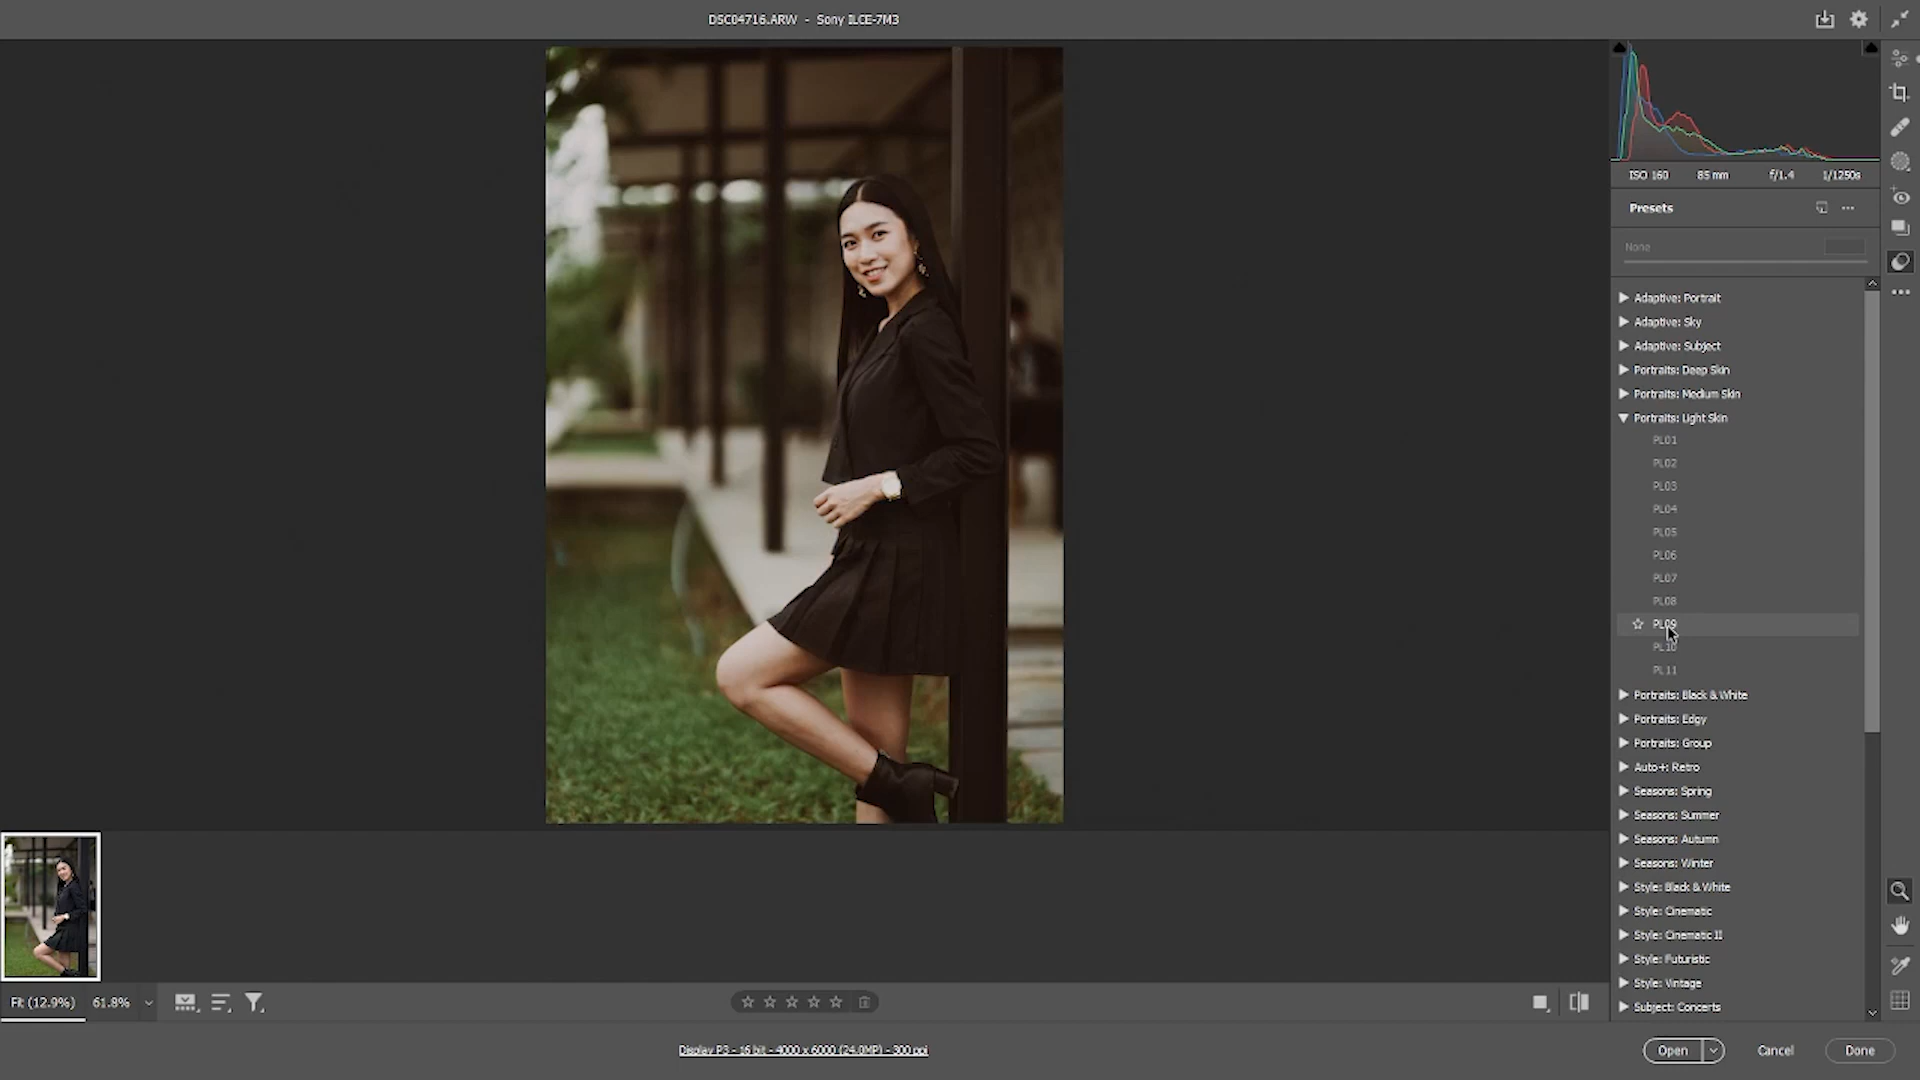 DSC04716.ARW - Sony ILCE-7M3
ISO 160 85 mm f/1.4 1/1250s
Presets
None
Adaptive: Portrait
Adaptive: Sky
Adaptive: Subject
Portraits: Deep Skin
Portraits: Medium Skin
Portraits: Light Skin
PL01
PL02
PL03
PL04
PL05
PL06
PL07
PL08
PL09
PL10
PL11
Portraits: Black & White
Portraits: Edgy
Portraits: Group
Auto+: Retro
Seasons: Spring
Seasons: Summer
Seasons: Autumn
Seasons: Winter
Style: Black & White
Style: Cinematic
Style: Cinematic II
Style: Futuristic
Style: Vintage
Subject: Concerts
Fit (12.9%) 61.8%
Display P3 - 16 bit - 4000 x 6000 (24.0MP) - 300 ppi
Open Cancel Done